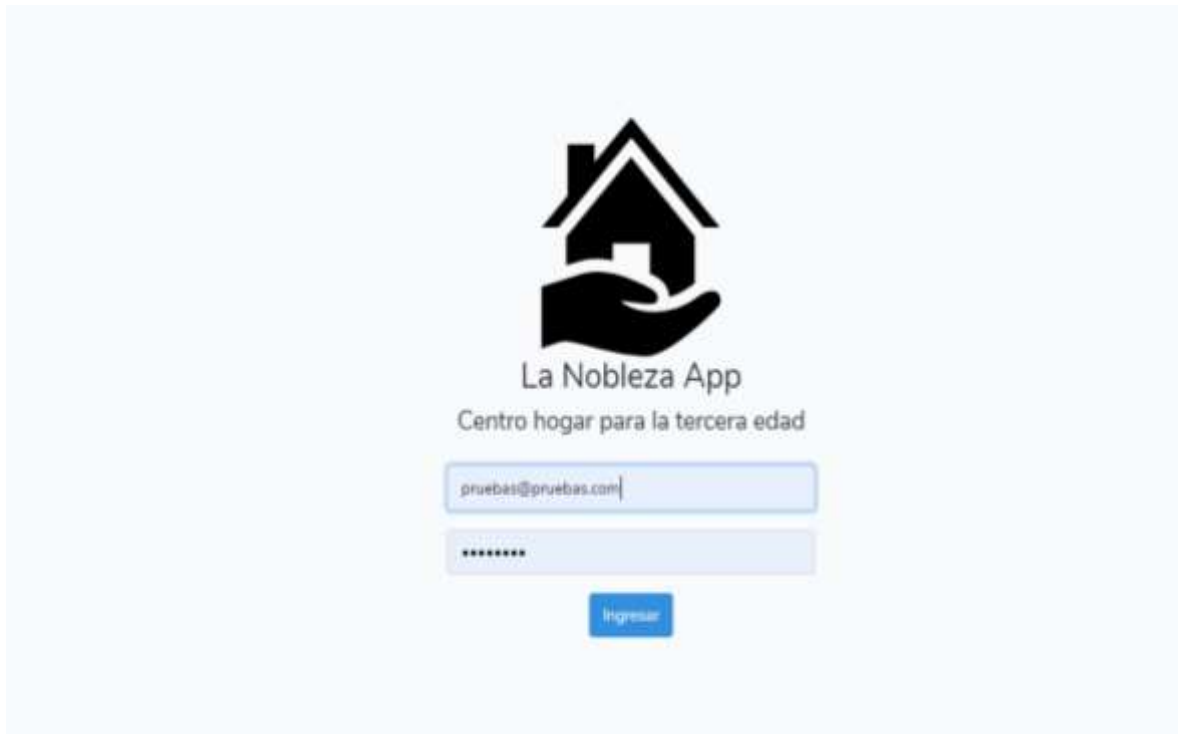 La Nobleza App
Centro hogar para la tercera edad
pruebas@pruebas.com
••••••••
Ingresar